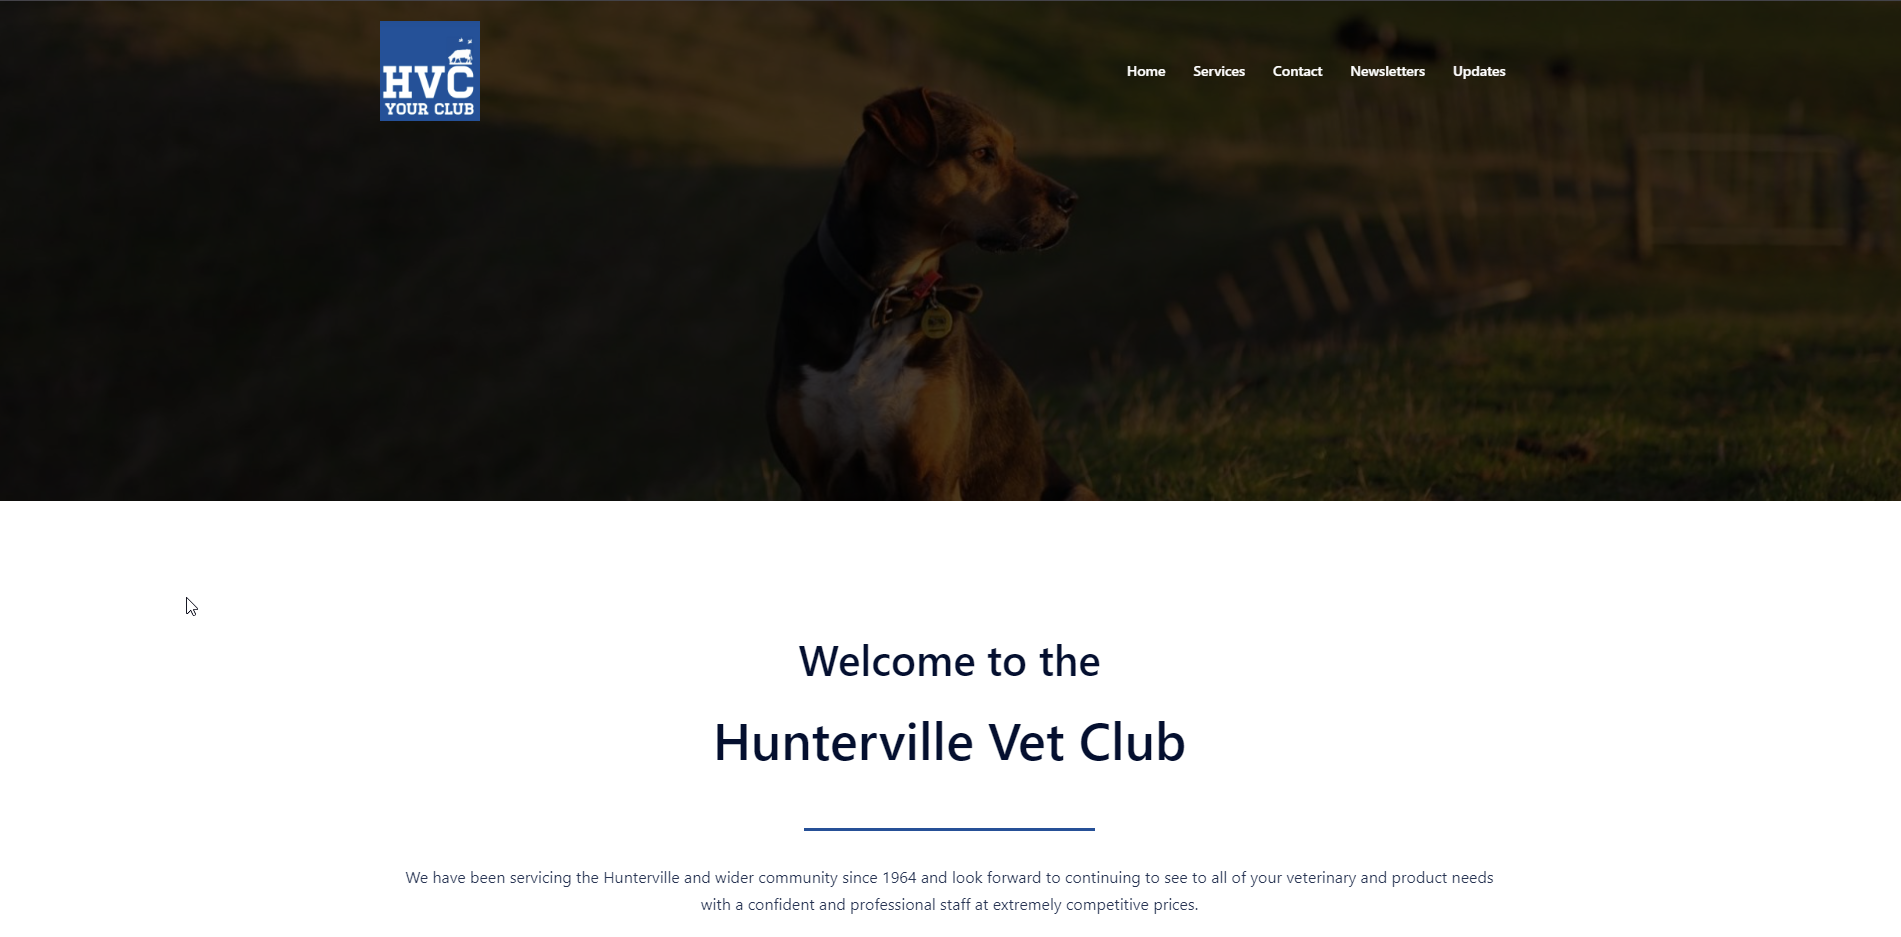 HVC
YOUR CLUB
Home Services Contact Newsletters Updates
Welcome to the
Hunterville Vet Club
We have been servicing the Hunterville and wider community since 1964 and look forward to continuing to see to all of your veterinary and product needs
with a confident and professional staff at extremely competitive prices.